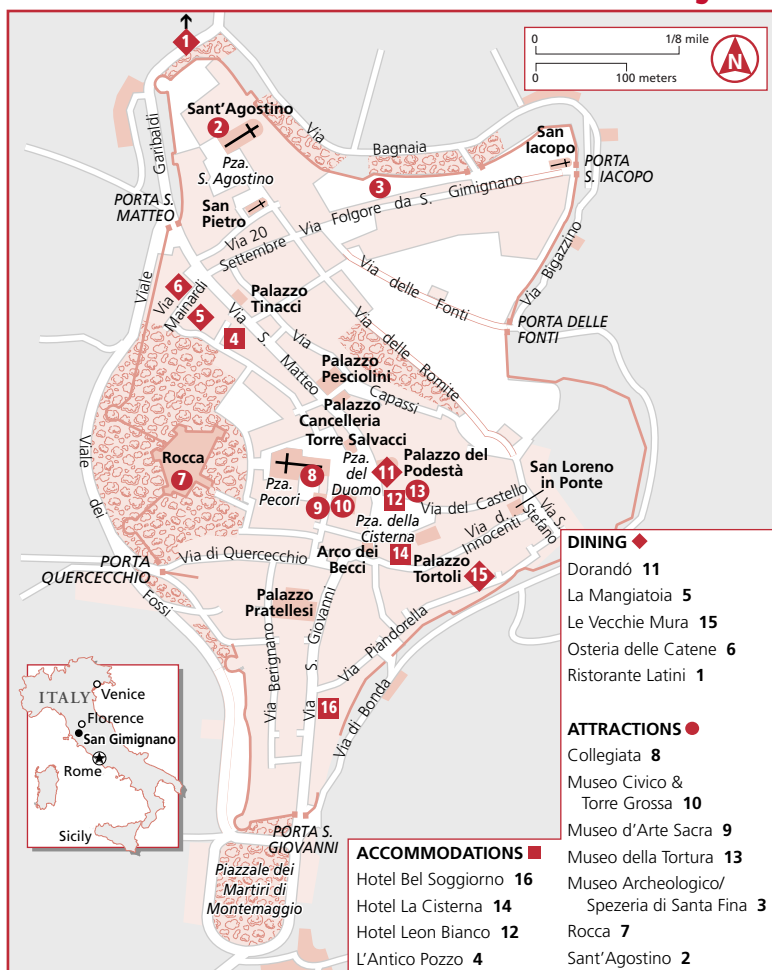 1
0 1/8 mile
0 100 meters
N
Sant'Agostino
2
Pza.
S. Agostino
Via
Bagnaia
San
Iacopo
PORTA
S. IACOPO
Garibaldi
Viale
PORTA S.
MATTEO
San
Pietro
3
Via Folgore da S. Gimignano
Via 20
Settembre
Via Bigazzino
Via delle Fonti
PORTA DELLE
FONTI
6
Via
Mainardi
5
4
Palazzo
Tinacci
Via S. Matteo
Via
Capassi
Via delle Romite
Palazzo
Pesciolini
Palazzo
Cancelleria
Torre Salvacci
Rocca
7
Pza.
Pecori
8
9
10
Pza.
del
Duomo
11
Palazzo del
Podestà
12
13
Via del Castello
San Loreno
in Ponte
Pza. della
Cisterna
Via d.
Innocenti
Via S.
Stefano
Viale
dei
Fossi
PORTA
QUERCECCHIO
Via di Quercecchio
Arco dei
Becci
14
Palazzo
Tortoli
15
Palazzo
Pratellesi
Via Berignano
Via S. Giovanni
Via Piandorella
16
Via di Bonda
PORTA S.
GIOVANNI
Piazzale dei
Martiri di
Montemaggio
ITALY
Venice
Florence
San Gimignano
Rome
Sicily
DINING
Dorandó 11
La Mangiatoia 5
Le Vecchie Mura 15
Osteria delle Catene 6
Ristorante Latini 1
ATTRACTIONS
Collegiata 8
Museo Civico &
Torre Grossa 10
Museo d'Arte Sacra 9
Museo della Tortura 13
Museo Archeologico/
Spezeria di Santa Fina 3
Rocca 7
Sant'Agostino 2
ACCOMMODATIONS
Hotel Bel Soggiorno 16
Hotel La Cisterna 14
Hotel Leon Bianco 12
L'Antico Pozzo 4